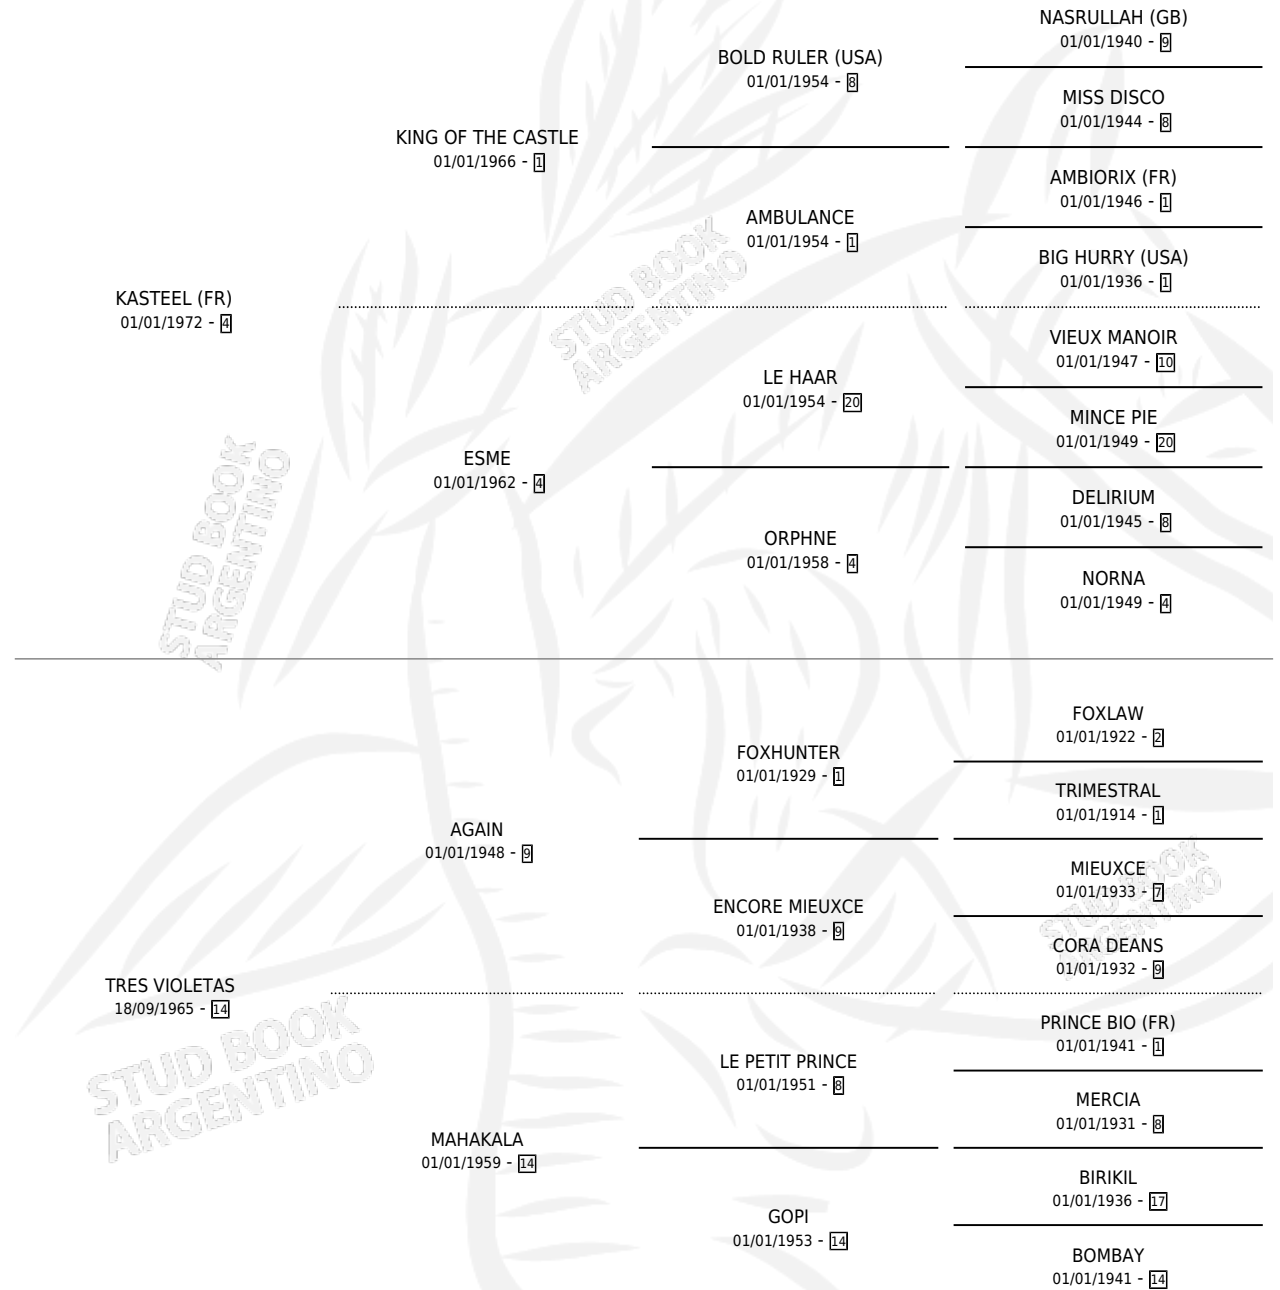 NASRULLAH (GB)
01/01/1940 - 9
BOLD RULER (USA)
01/01/1954 - 8
MISS DISCO
01/01/1944 - 8
KING OF THE CASTLE
01/01/1966 - 1
AMBIORIX (FR)
01/01/1946 - 1
AMBULANCE
01/01/1954 - 1
BIG HURRY (USA)
01/01/1936 - 1
KASTEEL (FR)
01/01/1972 - 4
VIEUX MANOIR
01/01/1947 - 10
LE HAAR
01/01/1954 - 20
MINCE PIE
01/01/1949 - 20
ESME
01/01/1962 - 4
DELIRIUM
01/01/1945 - 8
ORPHNE
01/01/1958 - 4
NORNA
01/01/1949 - 4
FOXLAW
01/01/1922 - 2
FOXHUNTER
01/01/1929 - 1
TRIMESTRAL
01/01/1914 - 1
AGAIN
01/01/1948 - 9
MIEUXCE
01/01/1933 - 7
ENCORE MIEUXCE
01/01/1938 - 9
CORA DEANS
01/01/1932 - 9
TRES VIOLETAS
18/09/1965 - 14
PRINCE BIO (FR)
01/01/1941 - 1
LE PETIT PRINCE
01/01/1951 - 8
MERCIA
01/01/1931 - 8
MAHAKALA
01/01/1959 - 14
BIRIKIL
01/01/1936 - 17
GOPI
01/01/1953 - 14
BOMBAY
01/01/1941 - 14
STUD BOOK
ARGENTINO
STUD BOOK
ARGENTINO
STUD BOOK
ARGENTINO
STUD BOOK
ARGENTINO